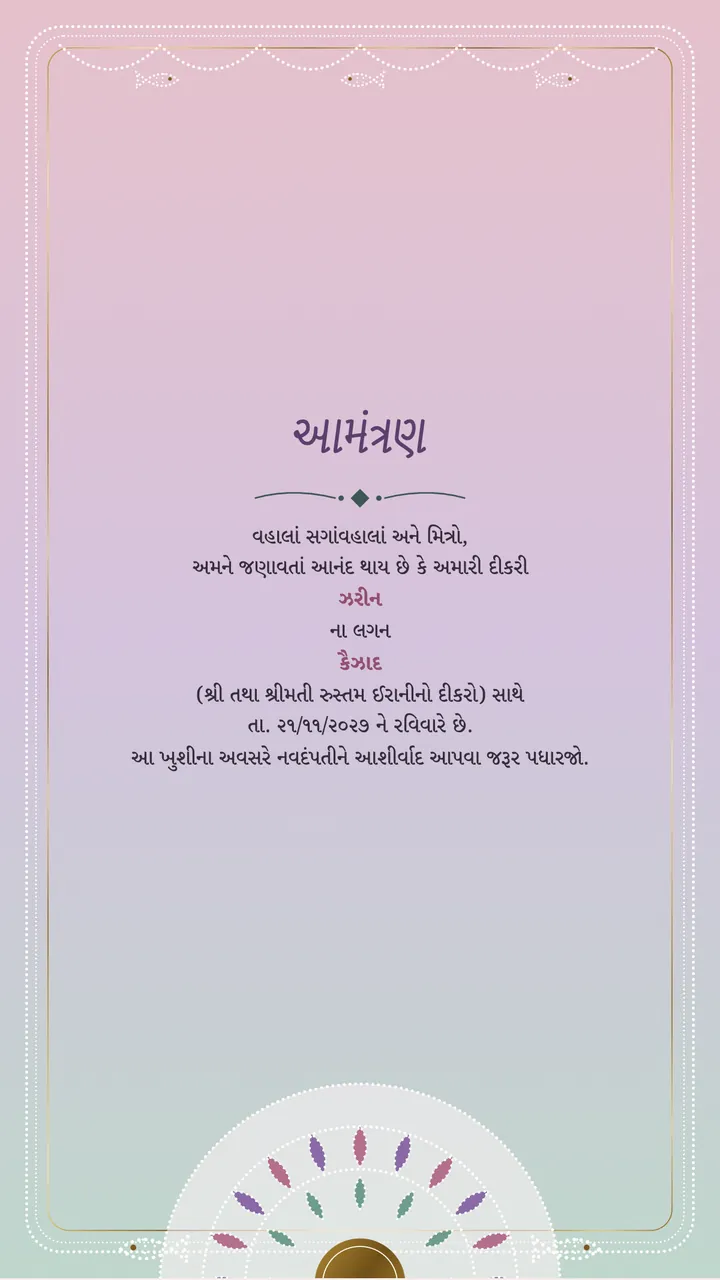 આમંત્રણ
વહાલાં સગાંવહાલાં અને મિત્રો,
અમને જણાવતાં આનંદ થાય છે કે અમારી દીકરી
ઝરીન
ના લગન
કૈઝાદ
(શ્રી તથા શ્રીમતી રુસ્તમ ઈરાનીનો દીકરો) સાથે
તા. ૨૧/૧૧/૨૦૨૭ ને રવિવારે છે.
આ ખુશીના અવસરે નવદંપતીને આશીર્વાદ આપવા જરૂર પધારજો.